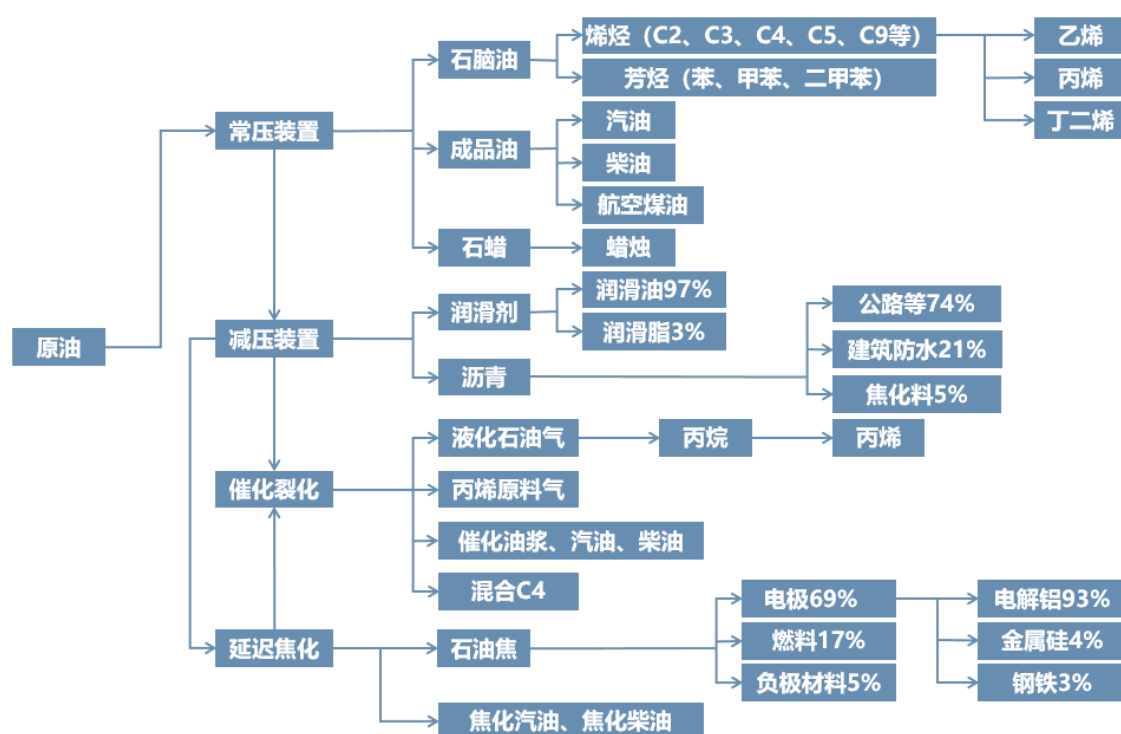 烯烃（C2、C3、C4、C5、C9等）
乙烯
石脑油
芳烃（苯、甲苯、二甲苯）
丙烯
常压装置
汽油
丁二烯
成品油
柴油
航空煤油
石蜡
蜡烛
润滑油97%
公路等74%
润滑剂
原油
减压装置
润滑脂3%
建筑防水21%
沥青
焦化料5%
液化石油气
丙烷
丙烯
催化裂化
丙烯原料气
催化油浆、汽油、柴油
混合C4
电极69%
电解铝93%
延迟焦化
石油焦
燃料17%
金属硅4%
负极材料5%
钢铁3%
焦化汽油、焦化柴油